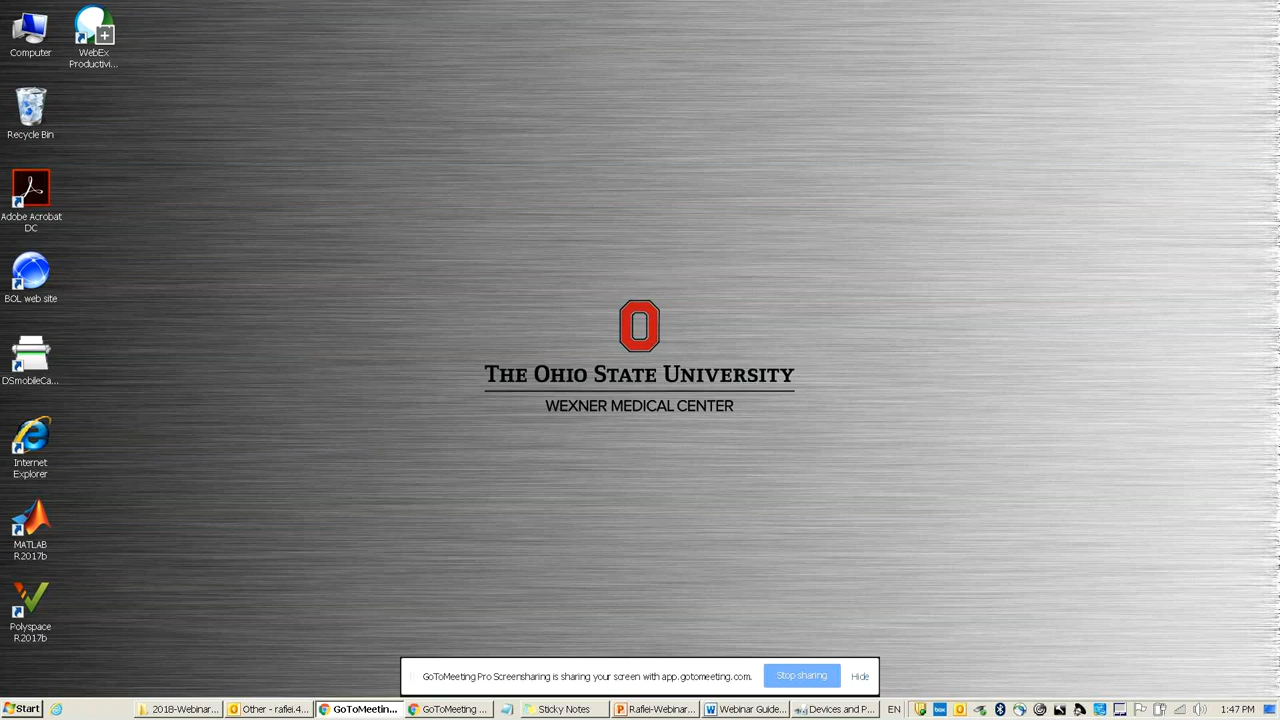 Computer
WebEx
Productivi...
Recycle Bin
Adobe Acrobat
DC
BOL web site
DSmobileCa...
Internet
Explorer
MATLAB
R2017b
Polyspace
R2017b
O
THE OHIO STATE UNIVERSITY
WEXNER MEDICAL CENTER
GoToMeeting Pro Screensharing is sharing your screen with app.gotomeeting.com.
Stop sharing
Hide
Start
2018-Webinar...
Other - rafiei.4...
GoToMeetin...
GoToMeeting ...
Sticky Notes
Rafiei-Webinar...
Webinar Guide...
Devices and P...
EN
1:47 PM